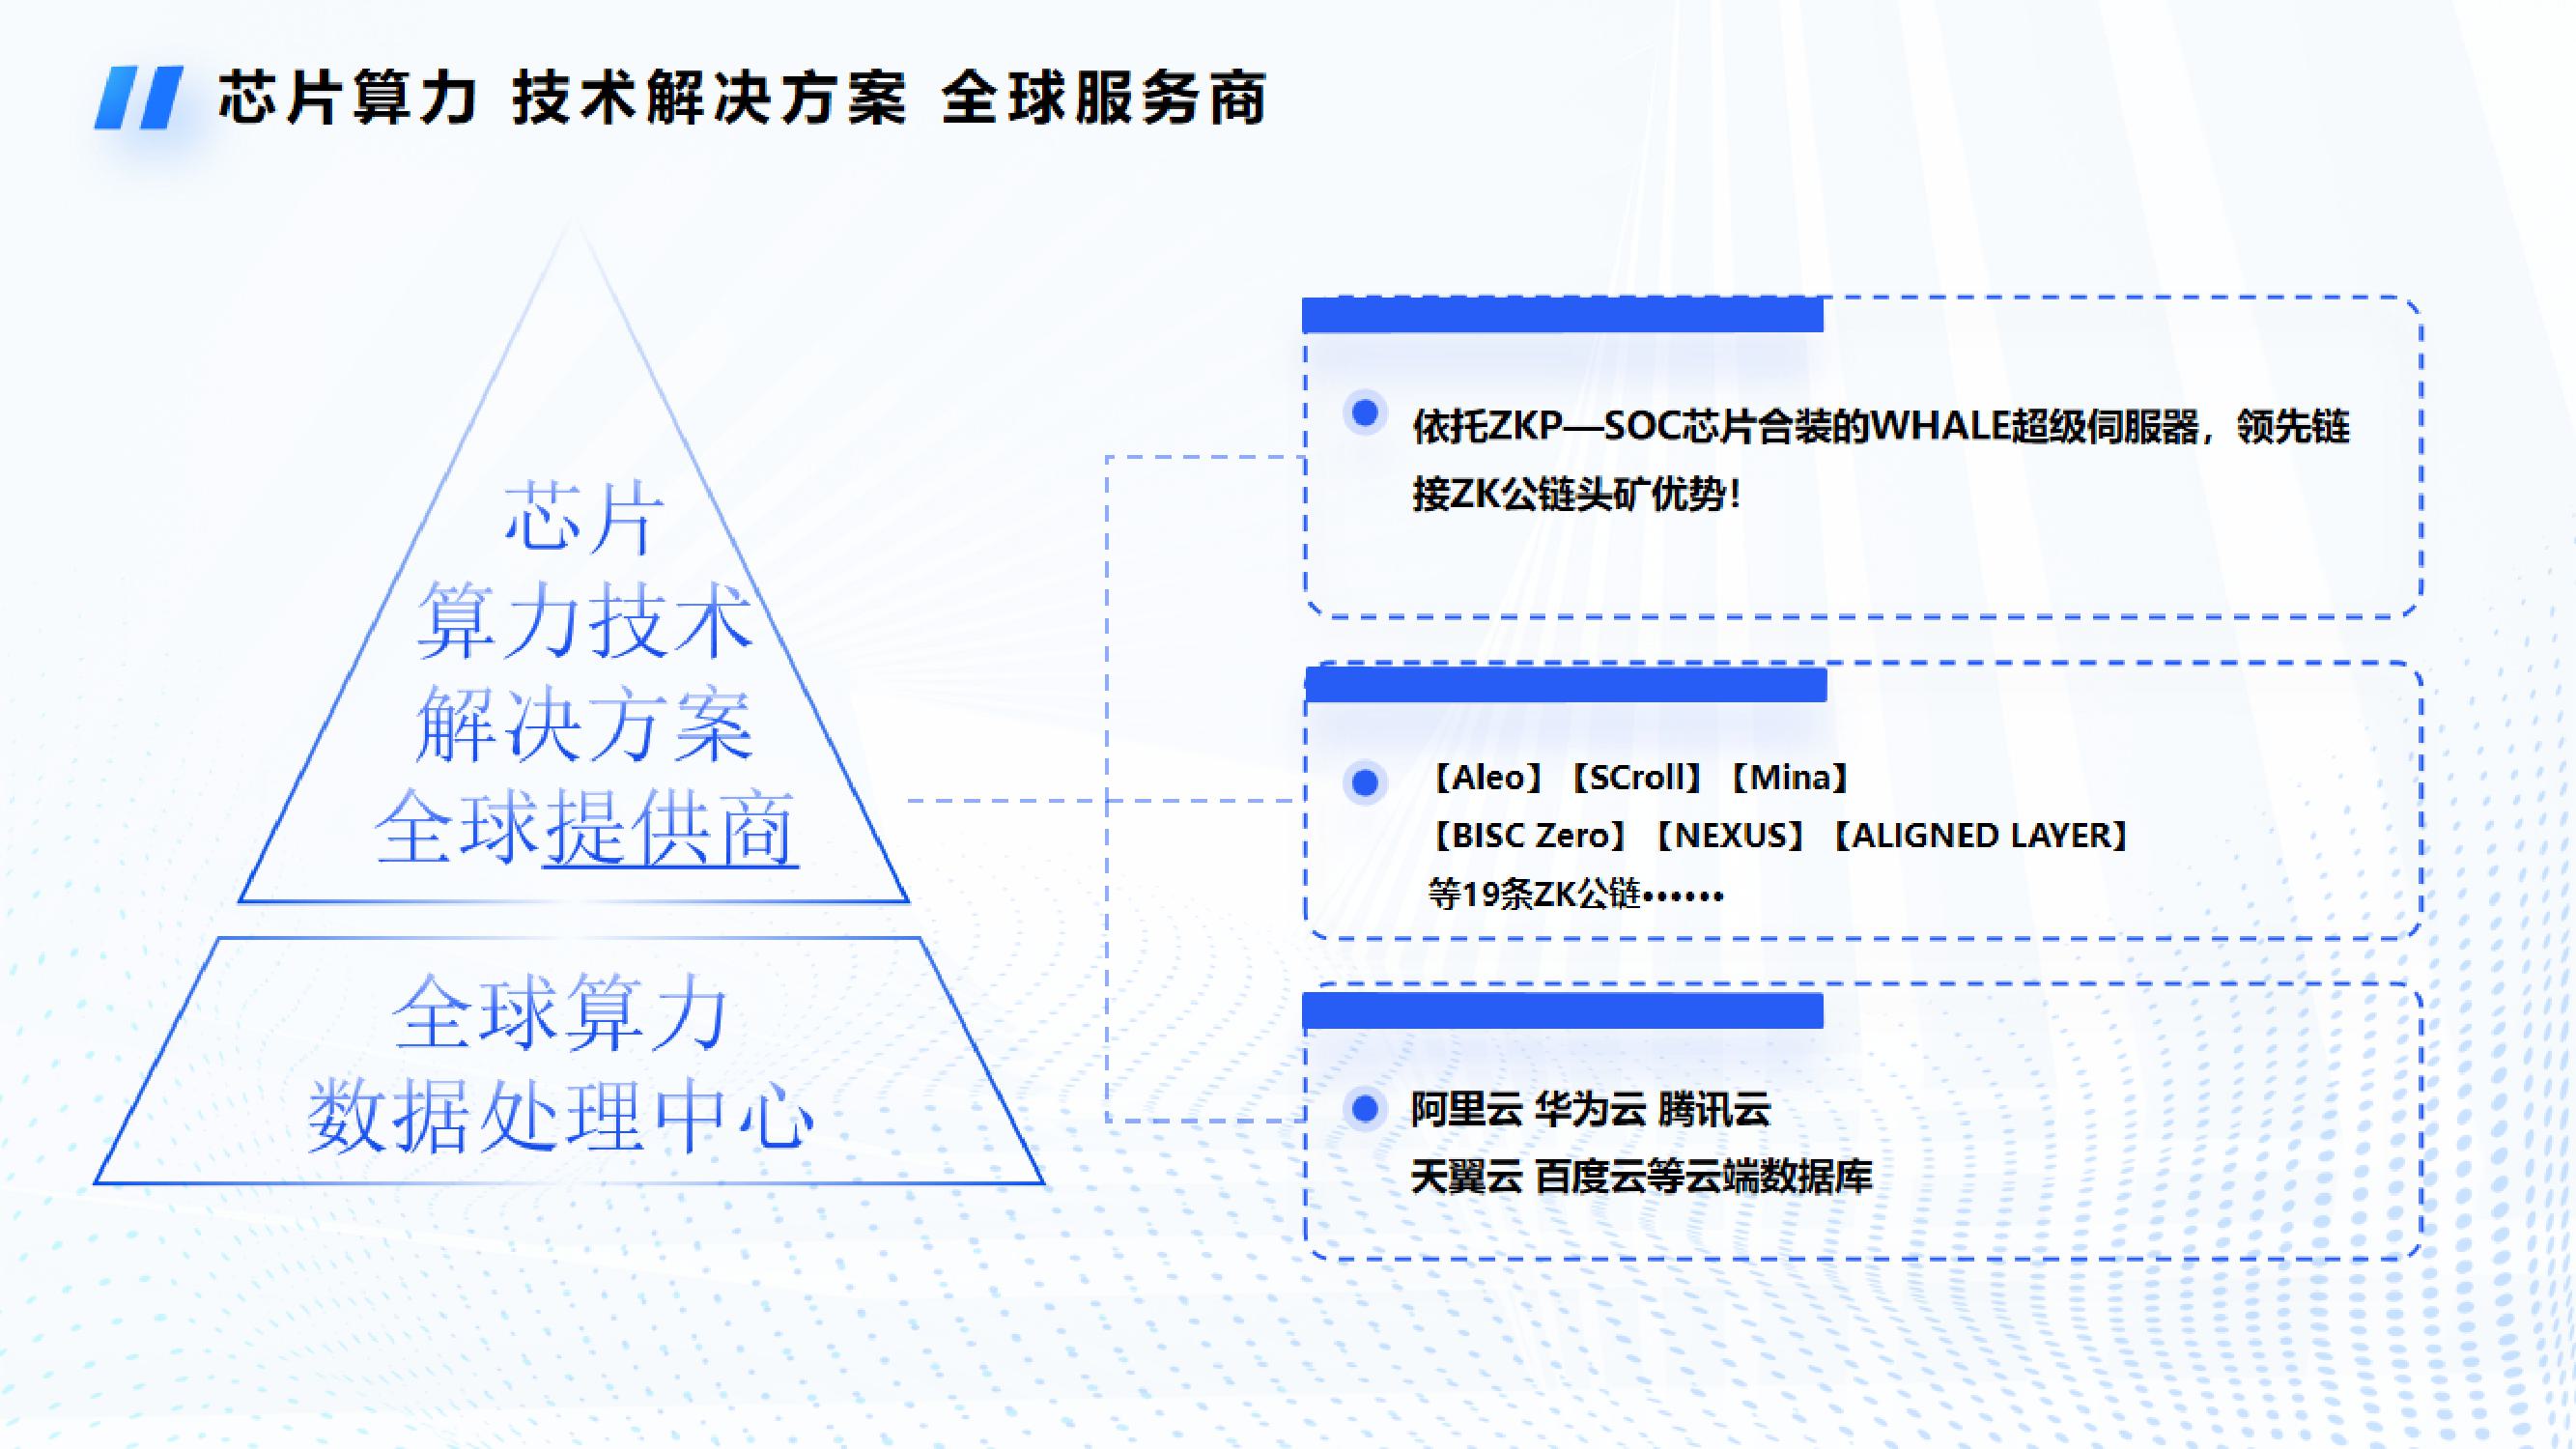 芯片算力 技术解决方案 全球服务商
芯片
算力技术
解决方案
全球提供商
全球算力
数据处理中心
依托ZKP—SOC芯片合装的WHALE超级伺服器，领先链
接ZK公链头矿优势！
【Aleo】【SCroll】【Mina】
【BISC Zero】【NEXUS】【ALIGNED LAYER】
等19条ZK公链••••••
阿里云 华为云 腾讯云
天翼云 百度云等云端数据库